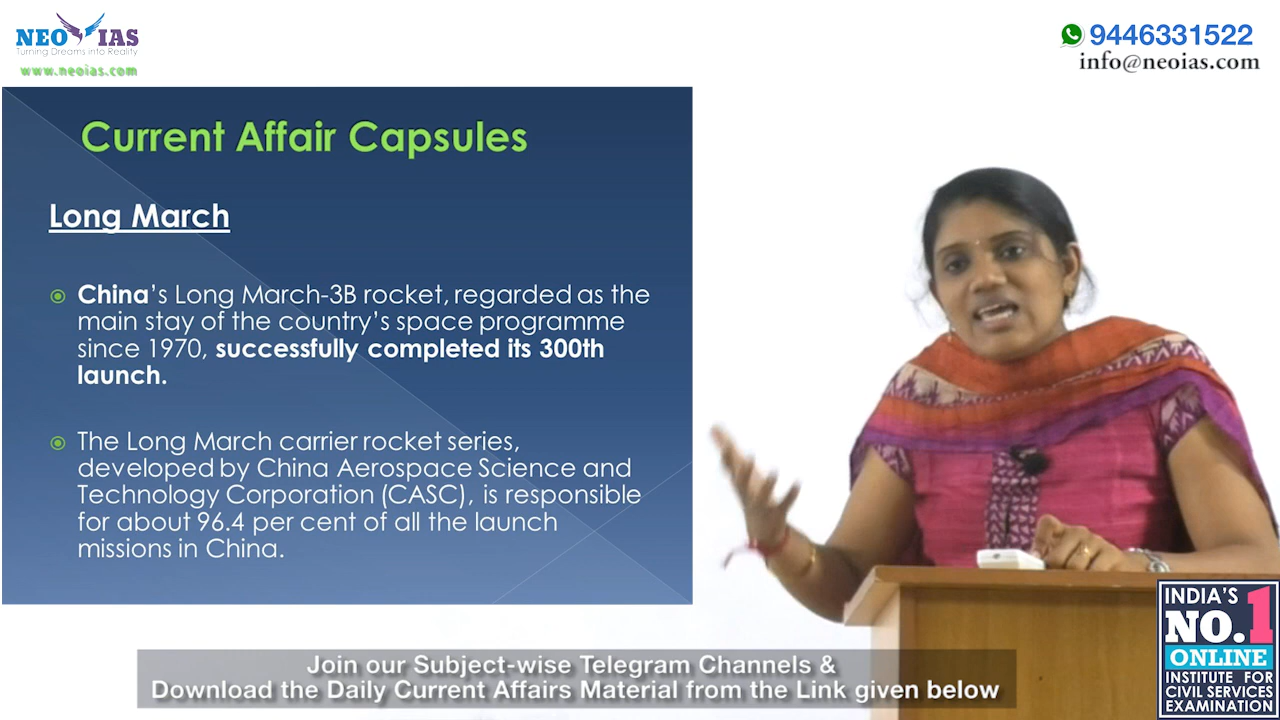 NEO IAS
Turning Dreams into Reality
www.neoias.com
9446331522
info@neoias.com
Current Affair Capsules
Long March
China's Long March-3B rocket, regarded as the
main stay of the country's space programme
since 1970, successfully completed its 300th
launch.
The Long March carrier rocket series,
developed by China Aerospace Science and
Technology Corporation (CASC), is responsible
for about 96.4 per cent of all the launch
missions in China.
INDIA'S
NO.1
ONLINE
INSTITUTE FOR
CIVIL SERVICES
EXAMINATION
Join our Subject-wise Telegram Channels &
Download the Daily Current Affairs Material from the Link given below